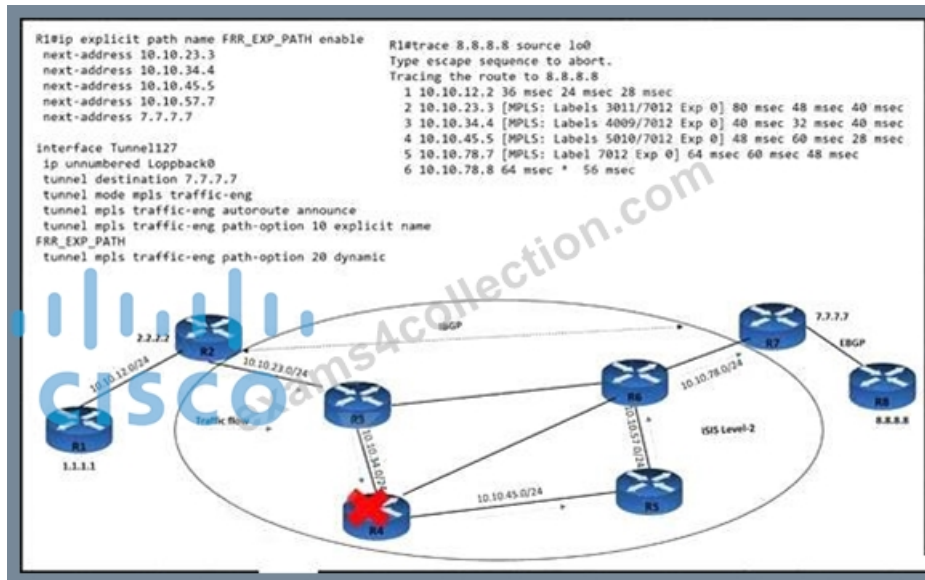 R1#ip explicit path name FRR_EXP_PATH enable
next-address 10.10.23.3
next-address 10.10.34.4
next-address 10.10.45.5
next-address 10.10.57.7
next-address 7.7.7.7
interface Tunnel127
ip unnumbered Loppback0
tunnel destination 7.7.7.7
tunnel mode mpls traffic-eng
tunnel mpls traffic-eng autoroute announce
tunnel mpls traffic-eng path-option 10 explicit name
FRR_EXP_PATH
tunnel mpls traffic-eng path-option 20 dynamic
R1#trace 8.8.8.8 source lo0
Type escape sequence to abort.
Tracing the route to 8.8.8.8
1 10.10.12.2 36 msec 24 msec 28 msec
2 10.10.23.3 [MPLS: Labels 3011/7012 Exp 0] 80 msec 48 msec 40 msec
3 10.10.34.4 [MPLS: Labels 4009/7012 Exp 0] 40 msec 32 msec 40 msec
4 10.10.45.5 [MPLS: Labels 5010/7012 Exp 0] 48 msec 60 msec 28 msec
5 10.10.78.7 [MPLS: Label 7012 Exp 0] 64 msec 60 msec 48 msec
6 10.10.78.8 64 msec * 56 msec
exams4collection.com
CISCO
2.2.2.2
R2
IBGP
7.7.7.7
R7
EBGP
10.10.12.0/24
10.10.23.0/24
10.10.78.0/24
R8
8.8.8.8
R1
1.1.1.1
Traffic flow
R5
R6
ISIS Level-2
10.10.34.0/24
10.10.57.0/24
R4
10.10.45.0/24
R5